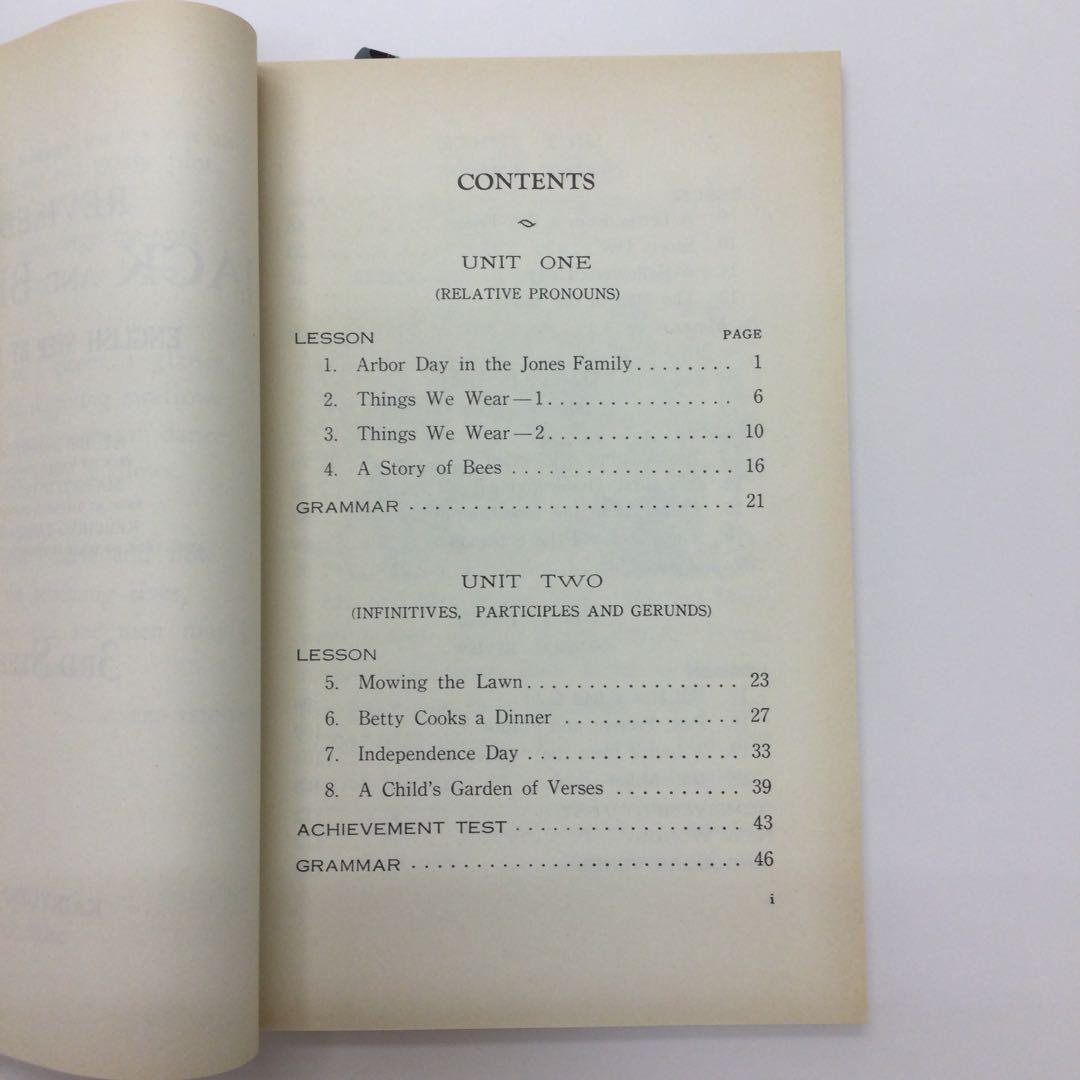 CONTENTS
UNIT ONE
(RELATIVE PRONOUNS)
LESSON PAGE
1. Arbor Day in the Jones Family........ 1
2. Things We Wear—1............... 6
3. Things We Wear—2............... 10
4. A Story of Bees .................. 16
GRAMMAR ......................... 21
UNIT TWO
(INFINITIVES, PARTICIPLES AND GERUNDS)
LESSON
5. Mowing the Lawn................. 23
6. Betty Cooks a Dinner .............. 27
7. Independence Day ................. 33
8. A Child's Garden of Verses .......... 39
ACHIEVEMENT TEST .................. 43
GRAMMAR .......................... 46
i